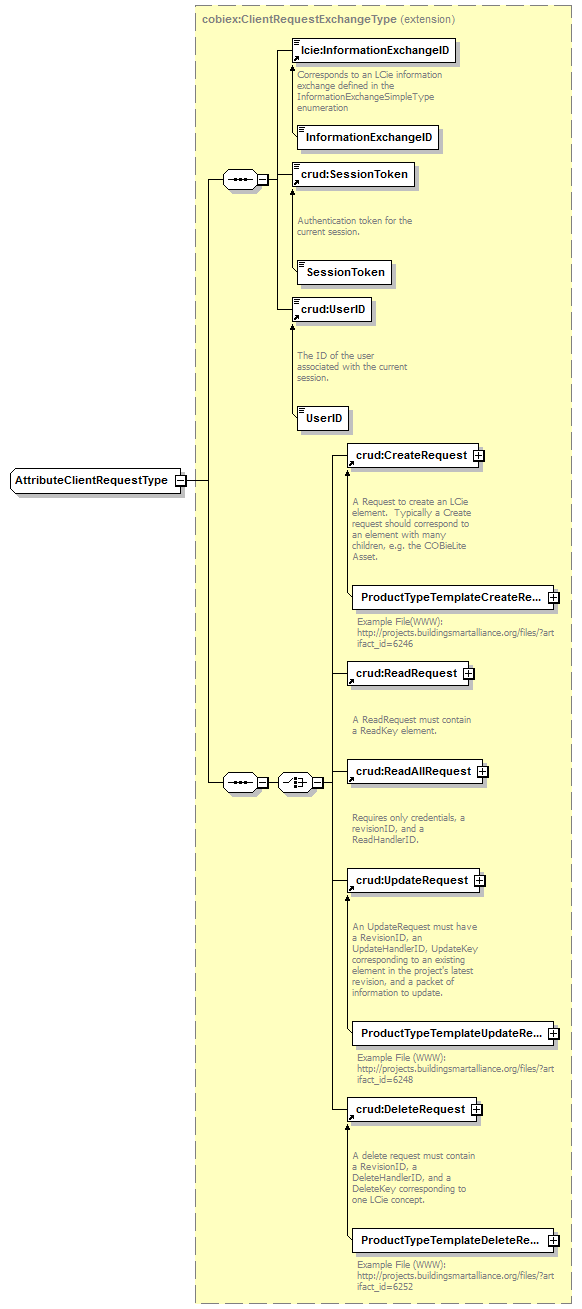 cobiex:ClientRequestExchangeType (extension)
lcie:InformationExchangeID
Corresponds to an LCie information
exchange defined in the
InformationExchangeSimpleType
enumeration
InformationExchangeID
crud:SessionToken
Authentication token for the
current session.
SessionToken
crud:UserID
The ID of the user
associated with the current
session.
UserID
AttributeClientRequestType
crud:CreateRequest
A Request to create an LCie
element.  Typically a Create
request should correspond to
an element with many
children, e.g. the COBieLite
Asset.
ProductTypeTemplateCreateRe...
Example File(WWW):
http://projects.buildingsmartalliance.org/files/?art
ifact_id=6246
crud:ReadRequest
A ReadRequest must contain
a ReadKey element.
crud:ReadAllRequest
Requires only credentials, a
revisionID, and a
ReadHandlerID.
crud:UpdateRequest
An UpdateRequest must have
a RevisionID, an
UpdateHandlerID, UpdateKey
corresponding to an existing
element in the project's latest
revision, and a packet of
information to update.
ProductTypeTemplateUpdateRe...
Example File (WWW):
http://projects.buildingsmartalliance.org/files/?art
ifact_id=6248
crud:DeleteRequest
A delete request must contain
a RevisionID, a
DeleteHandlerID, and a
DeleteKey corresponding to
one LCie concept.
ProductTypeTemplateDeleteRe...
Example File (WWW):
http://projects.buildingsmartalliance.org/files/?art
ifact_id=6252